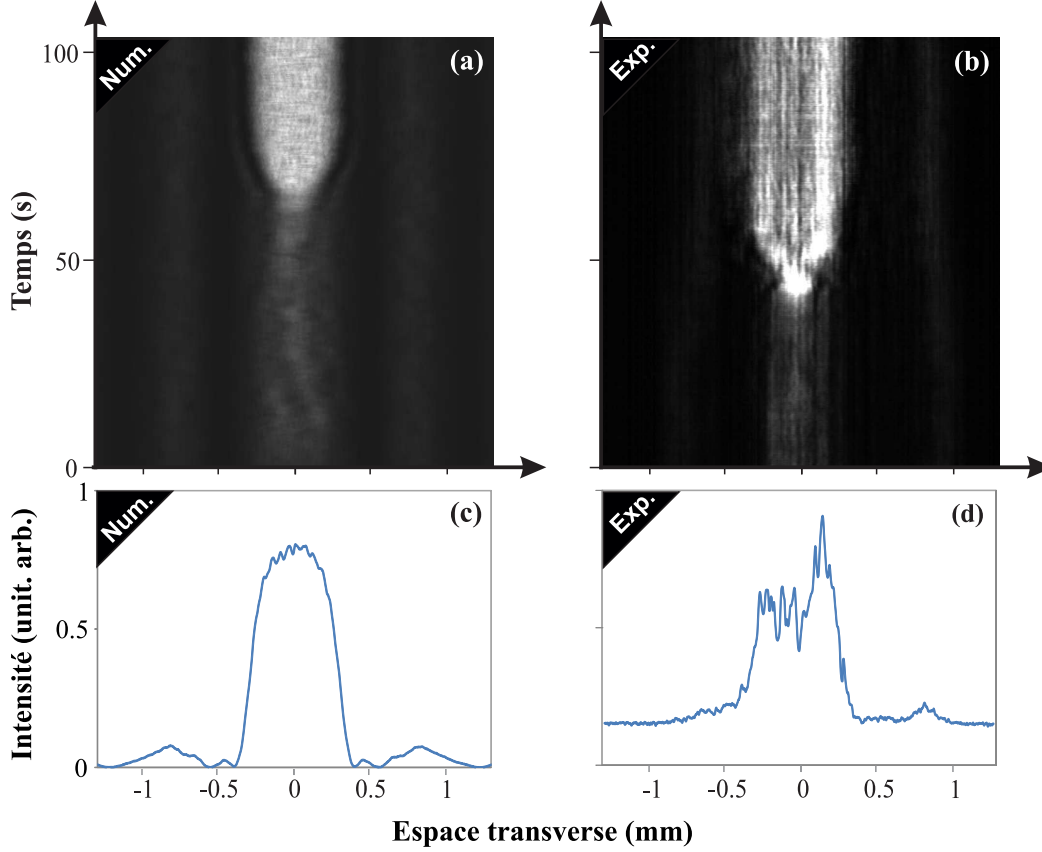 100
50
0
Temps (s)
Num.
(a)
Exp.
(b)
1
0.5
0
Intensité (unit. arb.)
Num.
(c)
Exp.
(d)
-1
-0.5
0
0.5
1
-1
-0.5
0
0.5
1
Espace transverse (mm)